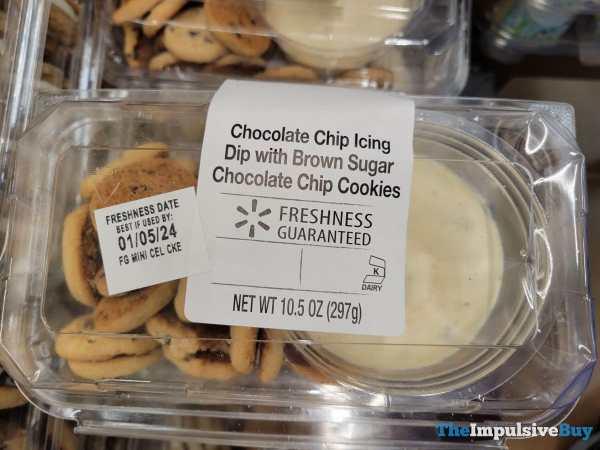 Chocolate Chip Icing
Dip with Brown Sugar
Chocolate Chip Cookies
FRESHNESS
GUARANTEED
K
DAIRY
NET WT 10.5 OZ (297g)
FRESHNESS DATE
BEST IF USED BY:
01/05/24
FG MINI CEL CKE
TheImpulsiveBuy